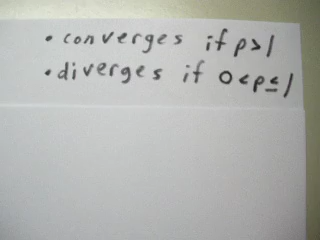 • converges if p>1
• diverges if 0<p≤1